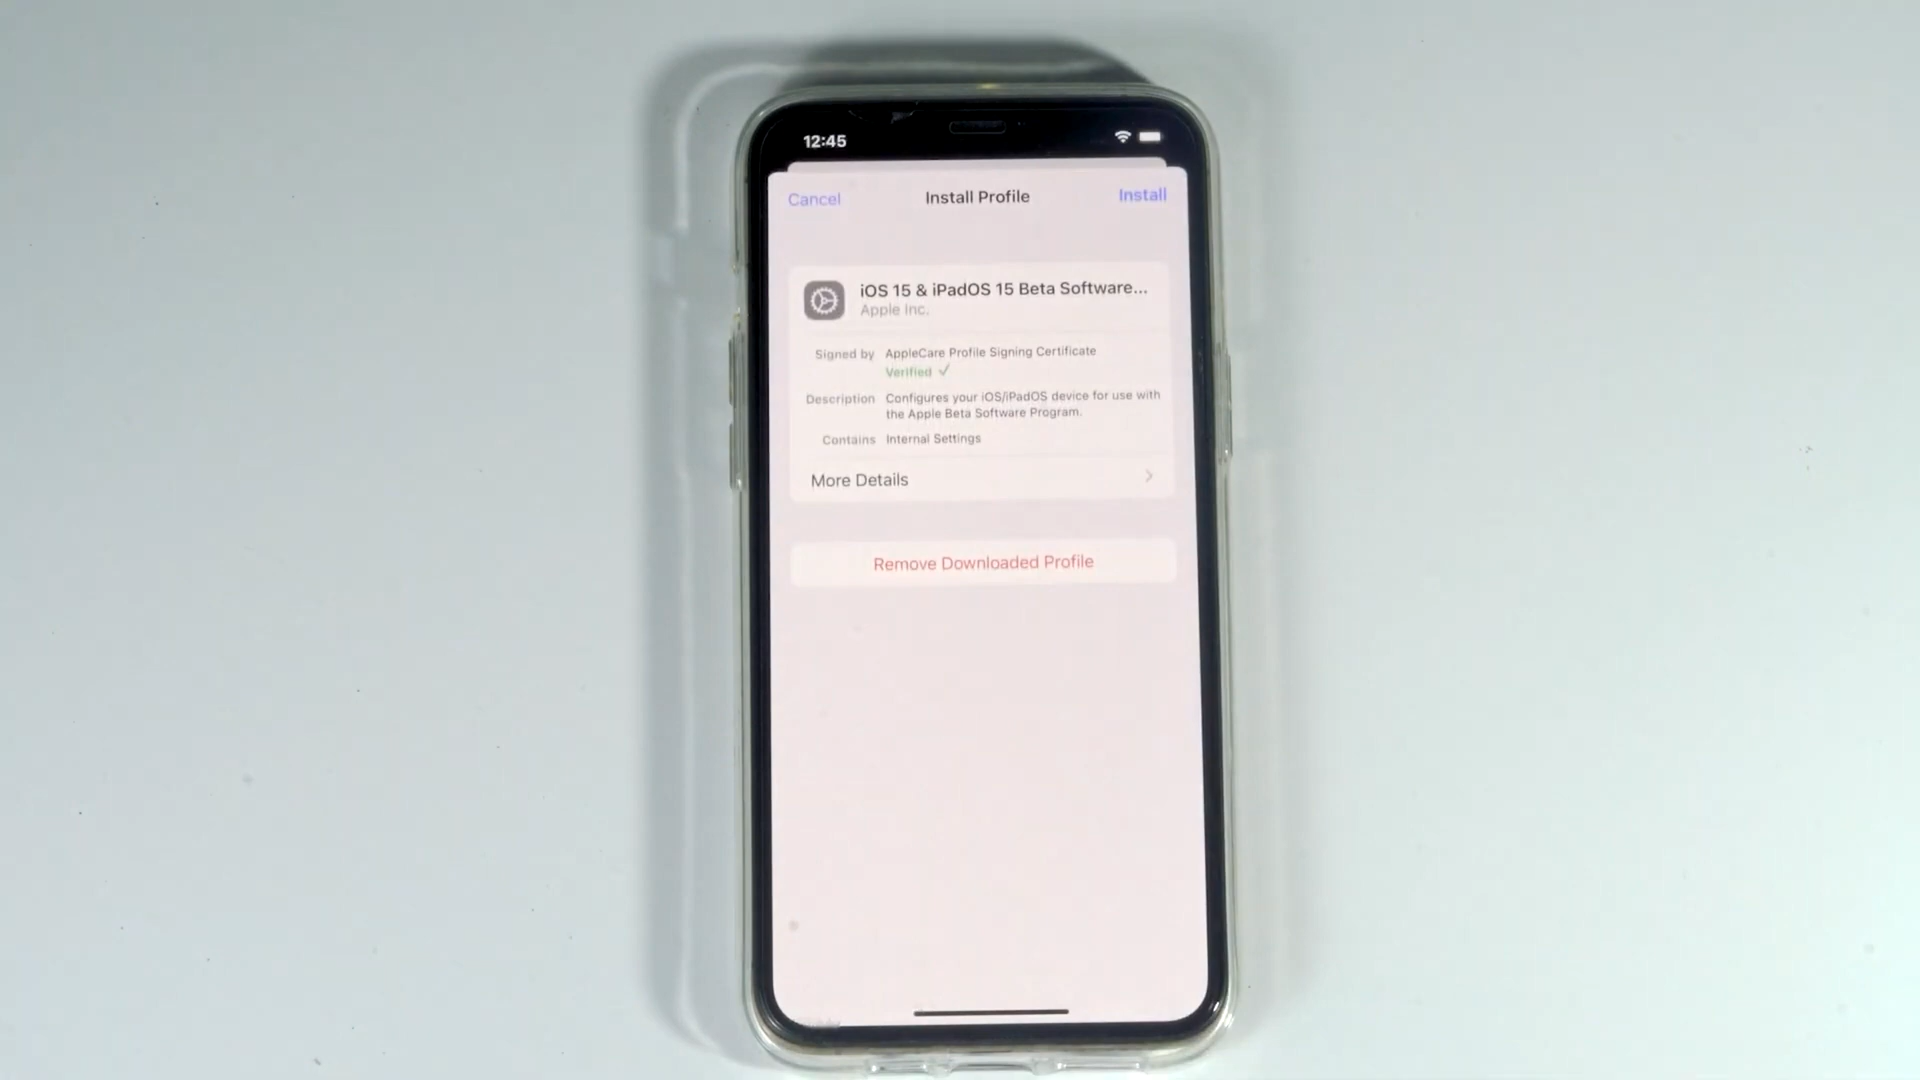 12:45
Cancel
Install Profile
Install
iOS 15 & iPadOS 15 Beta Software...
Apple Inc.
Signed by AppleCare Profile Signing Certificate
Verified ✓
Description Configures your iOS/iPadOS device for use with
the Apple Beta Software Program.
Contains Internal Settings
More Details
Remove Downloaded Profile